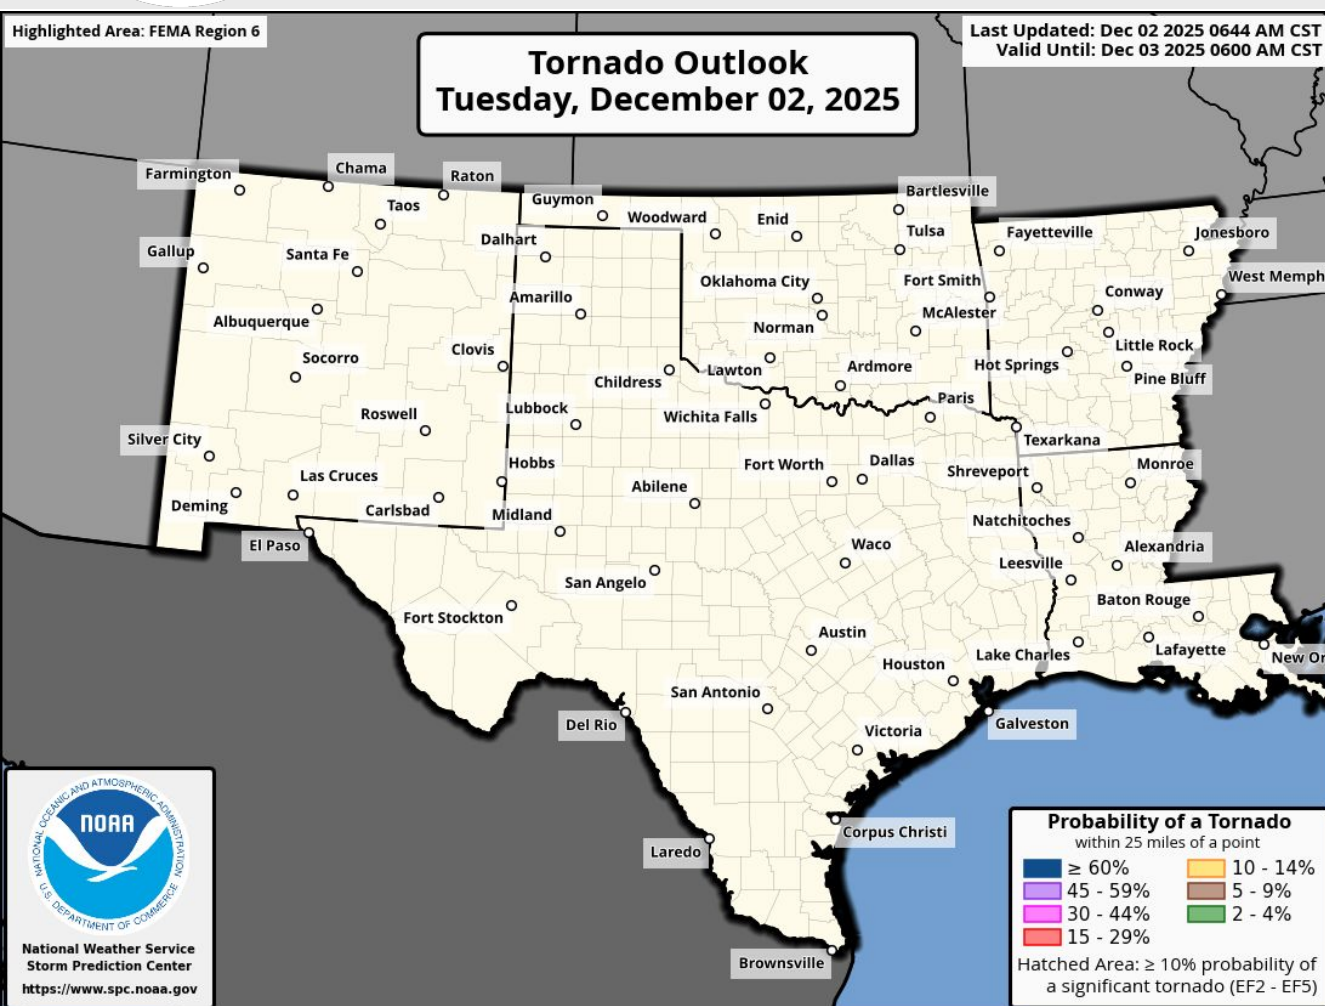 Highlighted Area: FEMA Region 6
Last Updated: Dec 02 2025 0644 AM CST
Valid Until: Dec 03 2025 0600 AM CST
Tornado Outlook
Tuesday, December 02, 2025
Farmington
Chama
Raton
Taos
Guymon
Woodward
Enid
Bartlesville
Tulsa
Fayetteville
Jonesboro
Gallup
Santa Fe
Dalhart
Oklahoma City
Fort Smith
West Memph
Conway
Amarillo
Albuquerque
Norman
McAlester
Little Rock
Socorro
Clovis
Childress
Lawton
Ardmore
Hot Springs
Pine Bluff
Roswell
Lubbock
Wichita Falls
Paris
Silver City
Texarkana
Las Cruces
Hobbs
Abilene
Fort Worth
Dallas
Shreveport
Monroe
Deming
Carlsbad
Midland
Natchitoches
El Paso
Waco
Alexandria
San Angelo
Leesville
Fort Stockton
Baton Rouge
Austin
Lake Charles
Lafayette
New Or
Houston
San Antonio
Del Rio
Galveston
Victoria
Corpus Christi
Laredo
Brownsville
NATIONAL OCEANIC AND ATMOSPHERIC ADMINISTRATION
NOAA
U.S. DEPARTMENT OF COMMERCE
National Weather Service
Storm Prediction Center
https://www.spc.noaa.gov
Probability of a Tornado
within 25 miles of a point
≥ 60%
45 - 59%
30 - 44%
15 - 29%
10 - 14%
5 - 9%
2 - 4%
Hatched Area: ≥ 10% probability of
a significant tornado (EF2 - EF5)